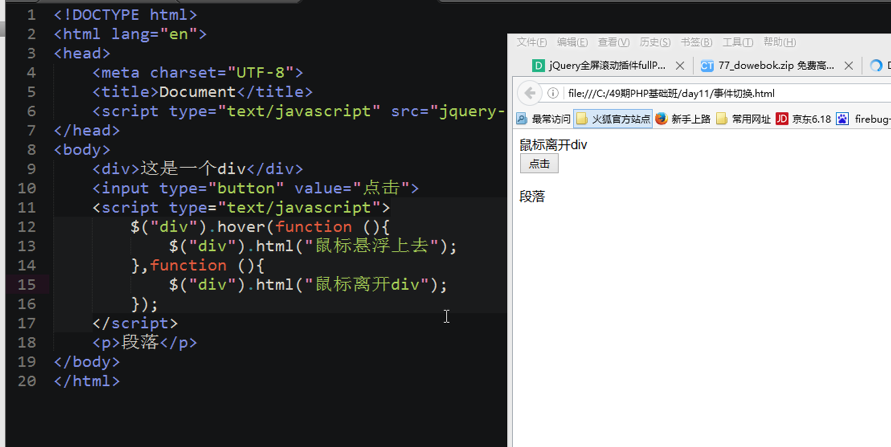 1 <!DOCTYPE html>
2 <html lang="en">
3 <head>
4 <meta charset="UTF-8">
5 <title>Document</title>
6 <script type="text/javascript" src="jquery-
7 </head>
8 <body>
9 <div>这是一个div</div>
10 <input type="button" value="点击">
11 <script type="text/javascript">
12 $("div").hover(function (){
13 $("div").html("鼠标悬浮上去");
14 },function (){
15 $("div").html("鼠标离开div");
16 });
17 </script>
18 <p>段落</p>
19 </body>
20 </html>
文件(F) 编辑(E) 查看(V) 历史(S) 书签(B) 工具(T) 帮助(H)
jQuery全屏滚动插件fullP... 77_dowebok.zip 免费高... D
file:///C:/49期PHP基础班/day11/事件切换.html
最常访问 火狐官方站点 新手上路 常用网址 JD 京东6.18 firebug-
鼠标离开div
点击
段落